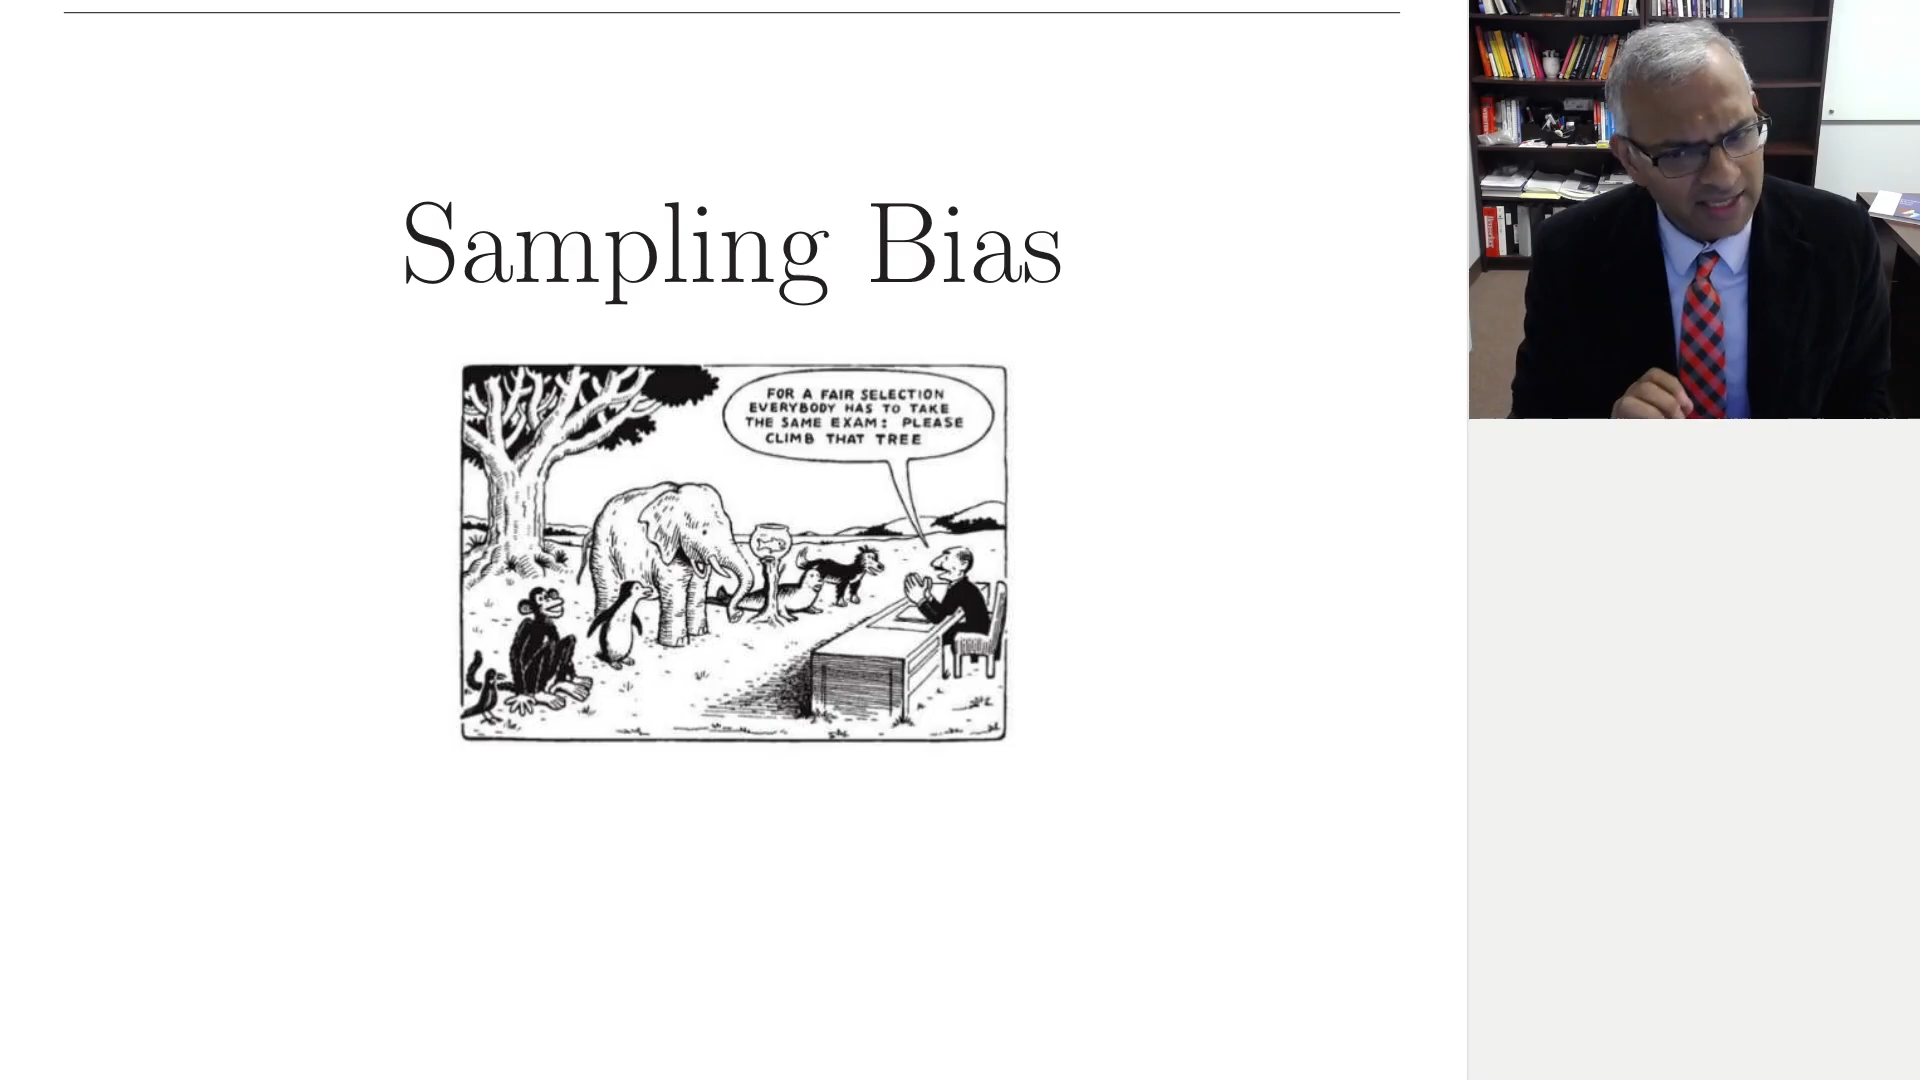 Sampling Bias
FOR A FAIR SELECTION
EVERYBODY HAS TO TAKE
THE SAME EXAM: PLEASE
CLIMB THAT TREE